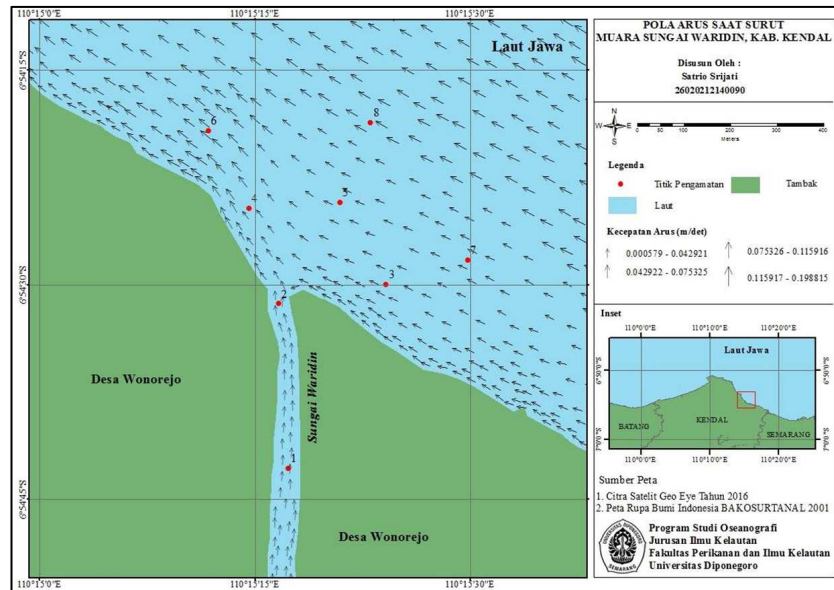 110°15'0"E 110°15'15"E 110°15'30"E
6°54'15"S
6°54'30"S
6°54'45"S
Laut Jawa
6
8
4
5
7
3
2
Desa Wonorejo
Sungai Waridin
1
Desa Wonorejo
110°15'0"E 110°15'15"E 110°15'30"E
POLA ARUS SAAT SURUT
MUARA SUNGAI WARIDIN, KAB. KENDAL
Disusun Oleh :
Satrio Srijati
26020212140090
N
W E
S
0 50 100 200 300 400
Meters
Legenda
Titik Pengamatan Tambak
Laut
Kecepatan Arus (m/det)
0.000579 - 0.042921 0.075326 - 0.115916
0.042922 - 0.075325 0.115917 - 0.198815
Inset
110°0'0"E 110°10'0"E 110°20'0"E
Laut Jawa
6°50'0"S 6°50'0"S
BATANG KENDAL SEMARANG
7°0'0"S 7°0'0"S
110°0'0"E 110°10'0"E 110°20'0"E
Sumber Peta
1. Citra Satelit Geo Eye Tahun 2016
2. Peta Rupa Bumi Indonesia BAKOSURTANAL 2001
Program Studi Oseanografi
Jurusan Ilmu Kelautan
Fakultas Perikanan dan Ilmu Kelautan
Universitas Diponegoro
SEMARANG